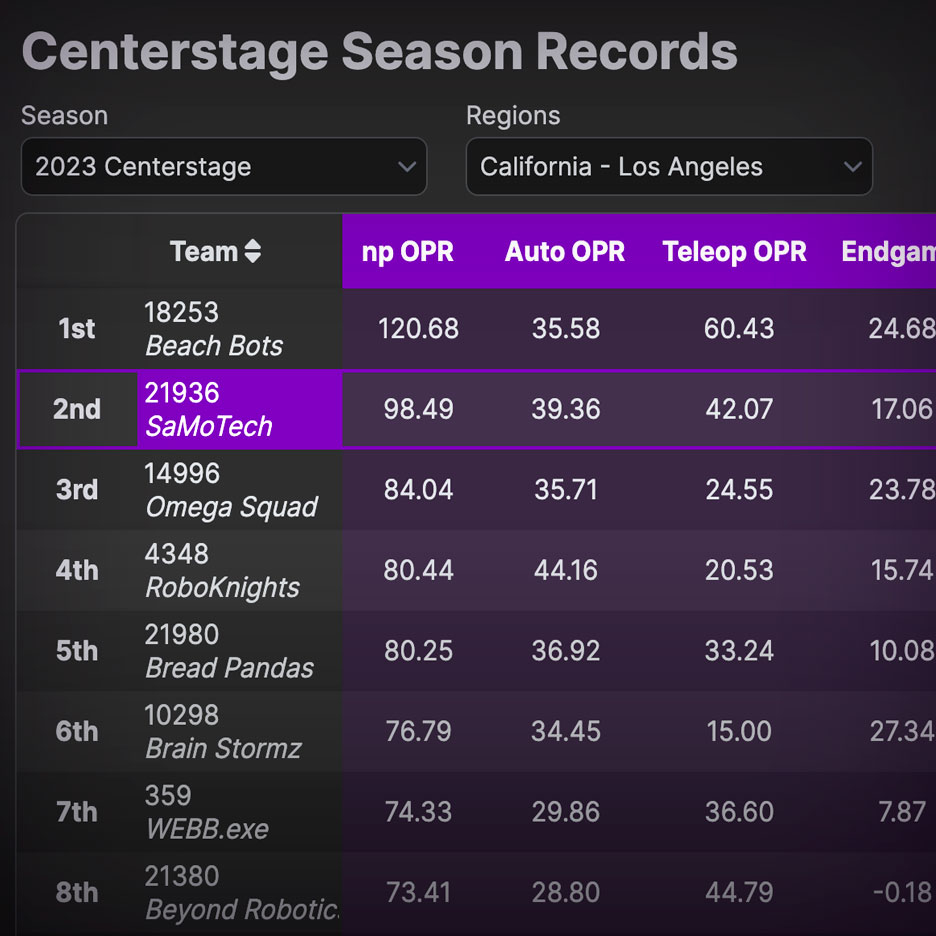 Centerstage Season Records
Season Regions
2023 Centerstage California - Los Angeles
Team np OPR Auto OPR Teleop OPR Endgam
1st 18253 Beach Bots 120.68 35.58 60.43 24.68
2nd 21936 SaMoTech 98.49 39.36 42.07 17.06
3rd 14996 Omega Squad 84.04 35.71 24.55 23.78
4th 4348 RoboKnights 80.44 44.16 20.53 15.74
5th 21980 Bread Pandas 80.25 36.92 33.24 10.08
6th 10298 Brain Stormz 76.79 34.45 15.00 27.34
7th 359 WEBB.exe 74.33 29.86 36.60 7.87
8th 21380 Beyond Robotic 73.41 28.80 44.79 -0.18